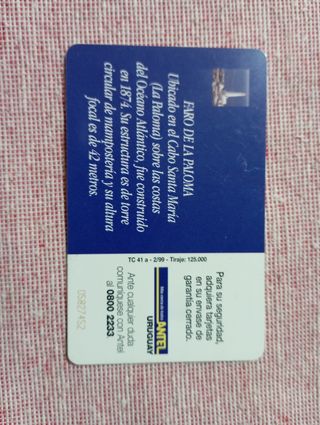 FARO DE LA PALOMA
Ubicado en el Cabo Santa María
(La Paloma) sobre las costas
del Océano Atlántico, fue construido
en 1874. Su estructura es de torre
circular de mampostería y su altura
focal es de 42 metros.
TC 41 a - 2/99 - Tiraje: 125.000
Para su seguridad,
adquiera tarjetas
en su envase de
garantía cerrado.
ANTEL
URUGUAY
Ante cualquier duda
comuníquese con Antel
al 0800 2233